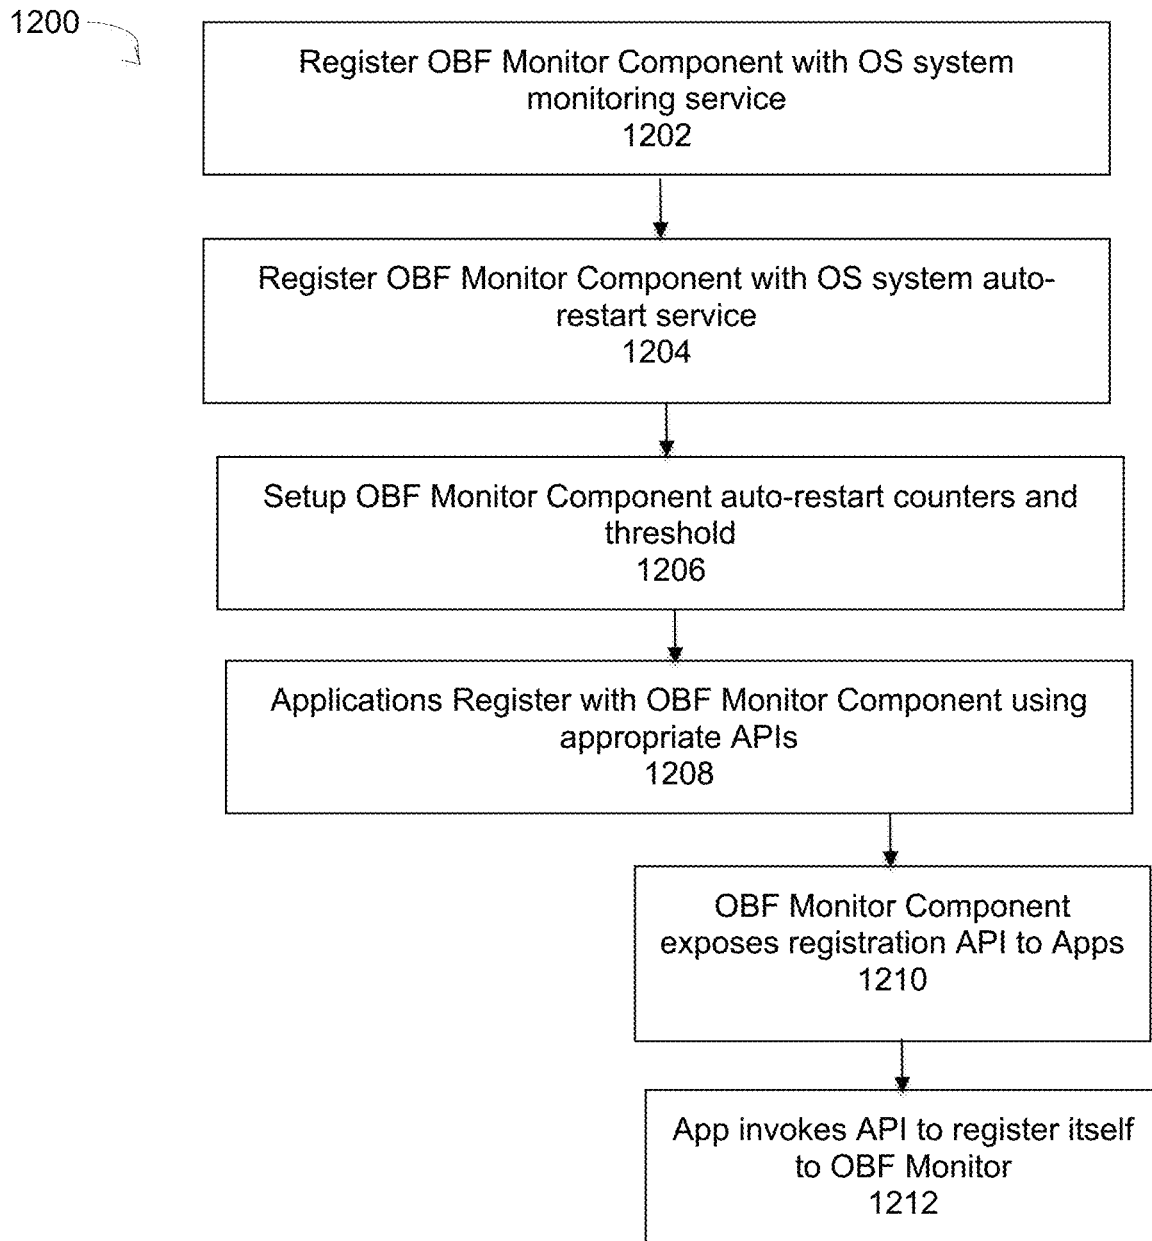 1200
Register OBF Monitor Component with OS system
monitoring service
1202
Register OBF Monitor Component with OS system auto-
restart service
1204
Setup OBF Monitor Component auto-restart counters and
threshold
1206
Applications Register with OBF Monitor Component using
appropriate APIs
1208
OBF Monitor Component
exposes registration API to Apps
1210
App invokes API to register itself
to OBF Monitor
1212